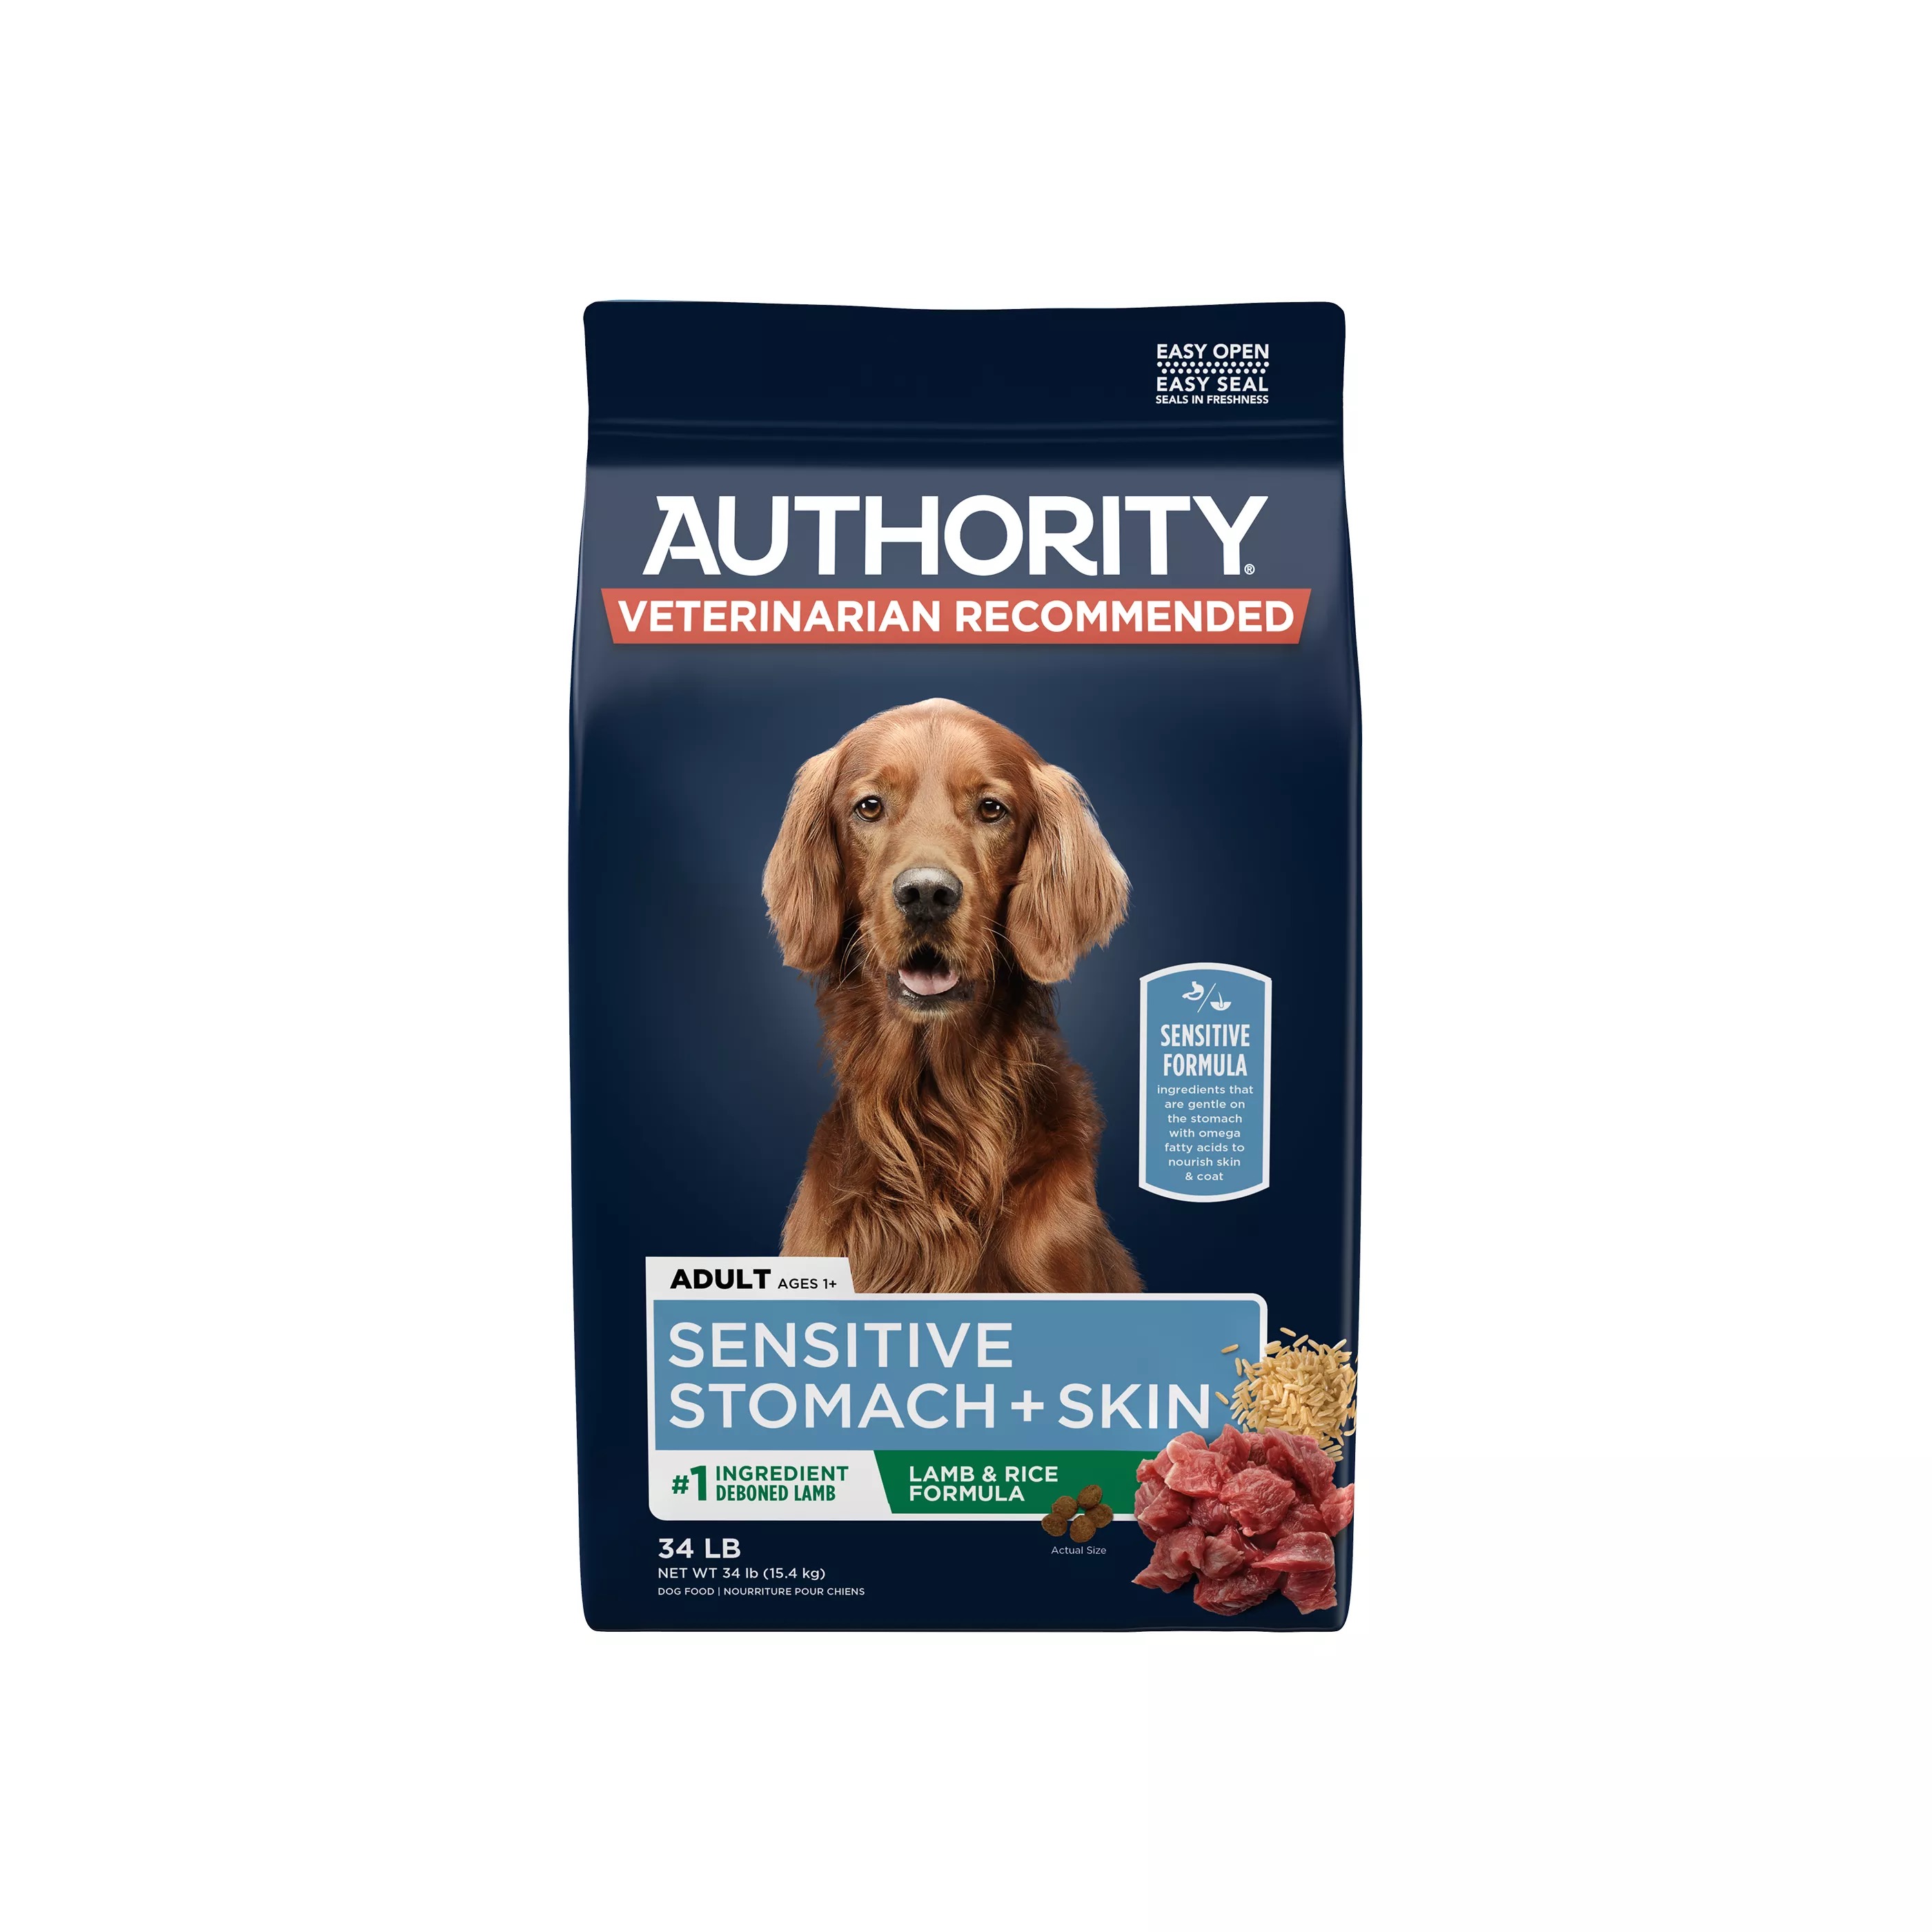 EASY OPEN
EASY SEAL
SEALS IN FRESHNESS
AUTHORITY®
VETERINARIAN RECOMMENDED
SENSITIVE
FORMULA
ingredients that
are gentle on
the stomach
with omega
fatty acids to
nourish skin
& coat
ADULT AGES 1+
SENSITIVE
STOMACH + SKIN
#1 INGREDIENT
DEBONED LAMB
LAMB & RICE
FORMULA
Actual Size
34 LB
NET WT 34 lb (15.4 kg)
DOG FOOD | NOURRITURE POUR CHIENS